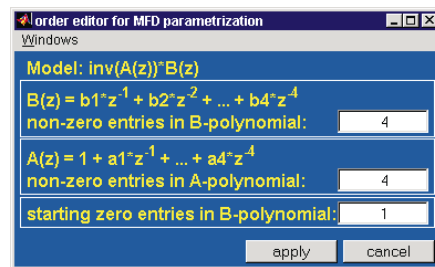 order editor for MFD parametrization
Windows
Model: inv(A(z))*B(z)
B(z) = b1*z^-1 + b2*z^-2 + ... + b4*z^-4
non-zero entries in B-polynomial: 4
A(z) = 1 + a1*z^-1 + ... + a4*z^-4
non-zero entries in A-polynomial: 4
starting zero entries in B-polynomial: 1
apply cancel